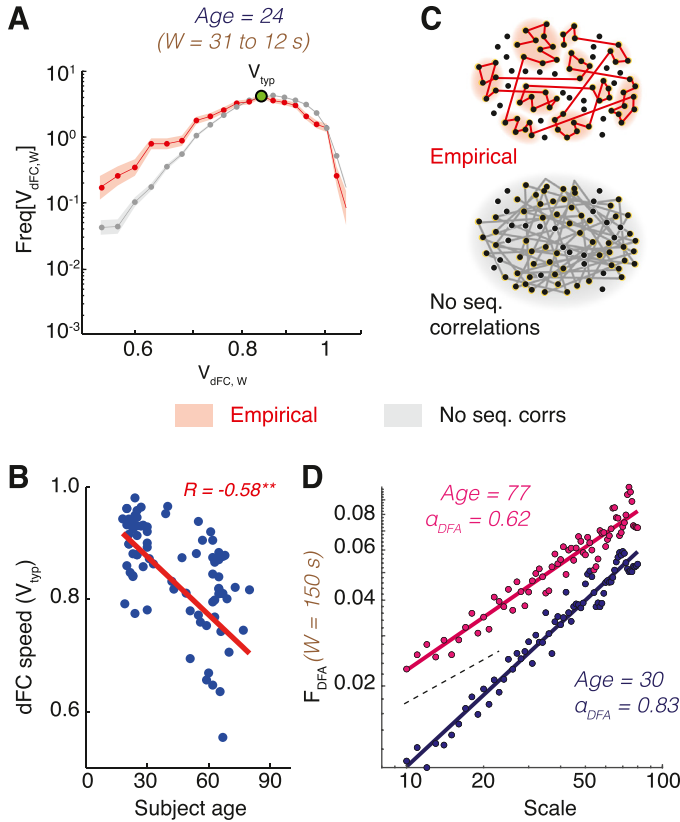 A
Age = 24
(W = 31 to 12 s)
V_typ
10^1
10^0
10^-1
10^-2
10^-3
Freq[V_dFC,W]
0.6
0.8
1
V_dFC, W
C
Empirical
No seq.
correlations
Empirical
No seq. corrs
B
R = -0.58**
1.0
0.8
0.6
dFC speed (V_typ)
0
30
60
90
Subject age
D
Age = 77
α_DFA = 0.62
0.08
0.06
0.04
0.02
F_DFA (W = 150 s)
Age = 30
α_DFA = 0.83
10
20
50
100
Scale